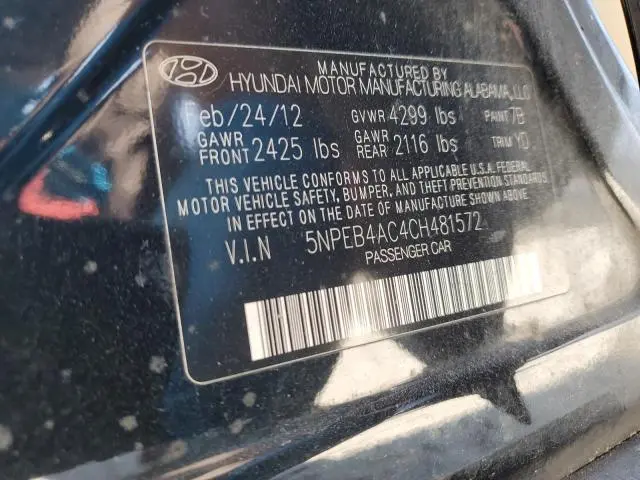 MANUFACTURED BY
HYUNDAI MOTOR MANUFACTURING ALABAMA, LLC
Feb/24/12 GVWR 4299 lbs PAINT 7B
GAWR FRONT 2425 lbs GAWR REAR 2116 lbs TRIM YD
THIS VEHICLE CONFORMS TO ALL APPLICABLE U.S.A. FEDERAL
MOTOR VEHICLE SAFETY, BUMPER, AND THEFT PREVENTION STANDARDS
IN EFFECT ON THE DATE OF MANUFACTURE SHOWN ABOVE
V.I.N 5NPEB4AC4CH481572
PASSENGER CAR